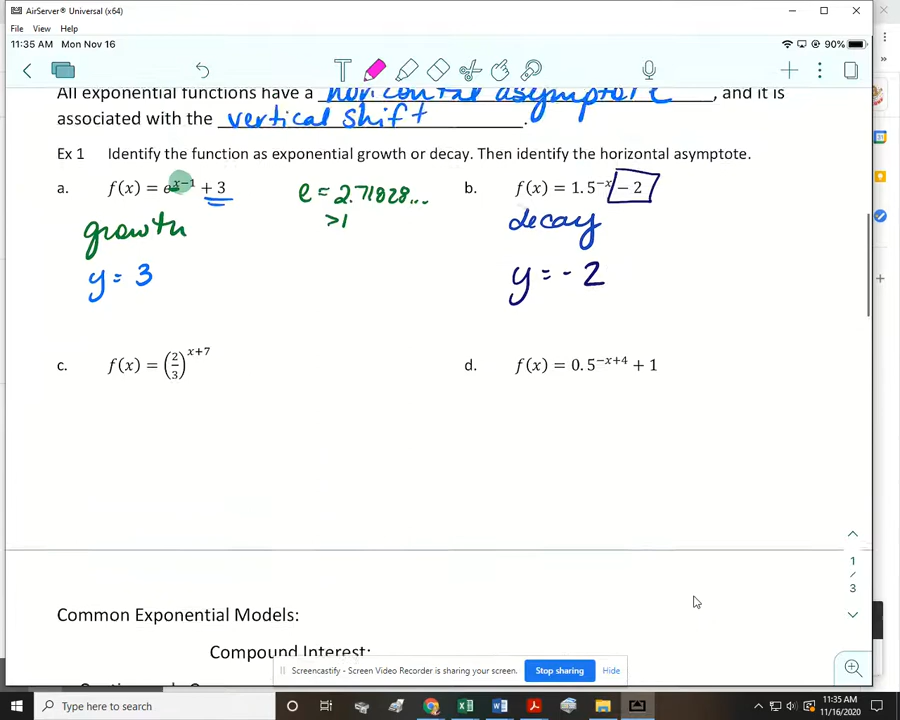 AirServer® Universal (x64)
File View Help
11:35 AM Mon Nov 16
90%
All exponential functions have a horizontal asymptote, and it is
associated with the vertical shift.
Ex 1 Identify the function as exponential growth or decay. Then identify the horizontal asymptote.
a. f(x) = e^{x−1} + 3
e = 2.71828...
>1
growth
y = 3
b. f(x) = 1.5^{−x} − 2
decay
y = -2
c. f(x) = (2/3)^{x+7}
d. f(x) = 0.5^{−x+4} + 1
1
/
3
Common Exponential Models:
Compound Interest:
Screencastify - Screen Video Recorder is sharing your screen. Stop sharing Hide
Type here to search
11:35 AM
11/16/2020